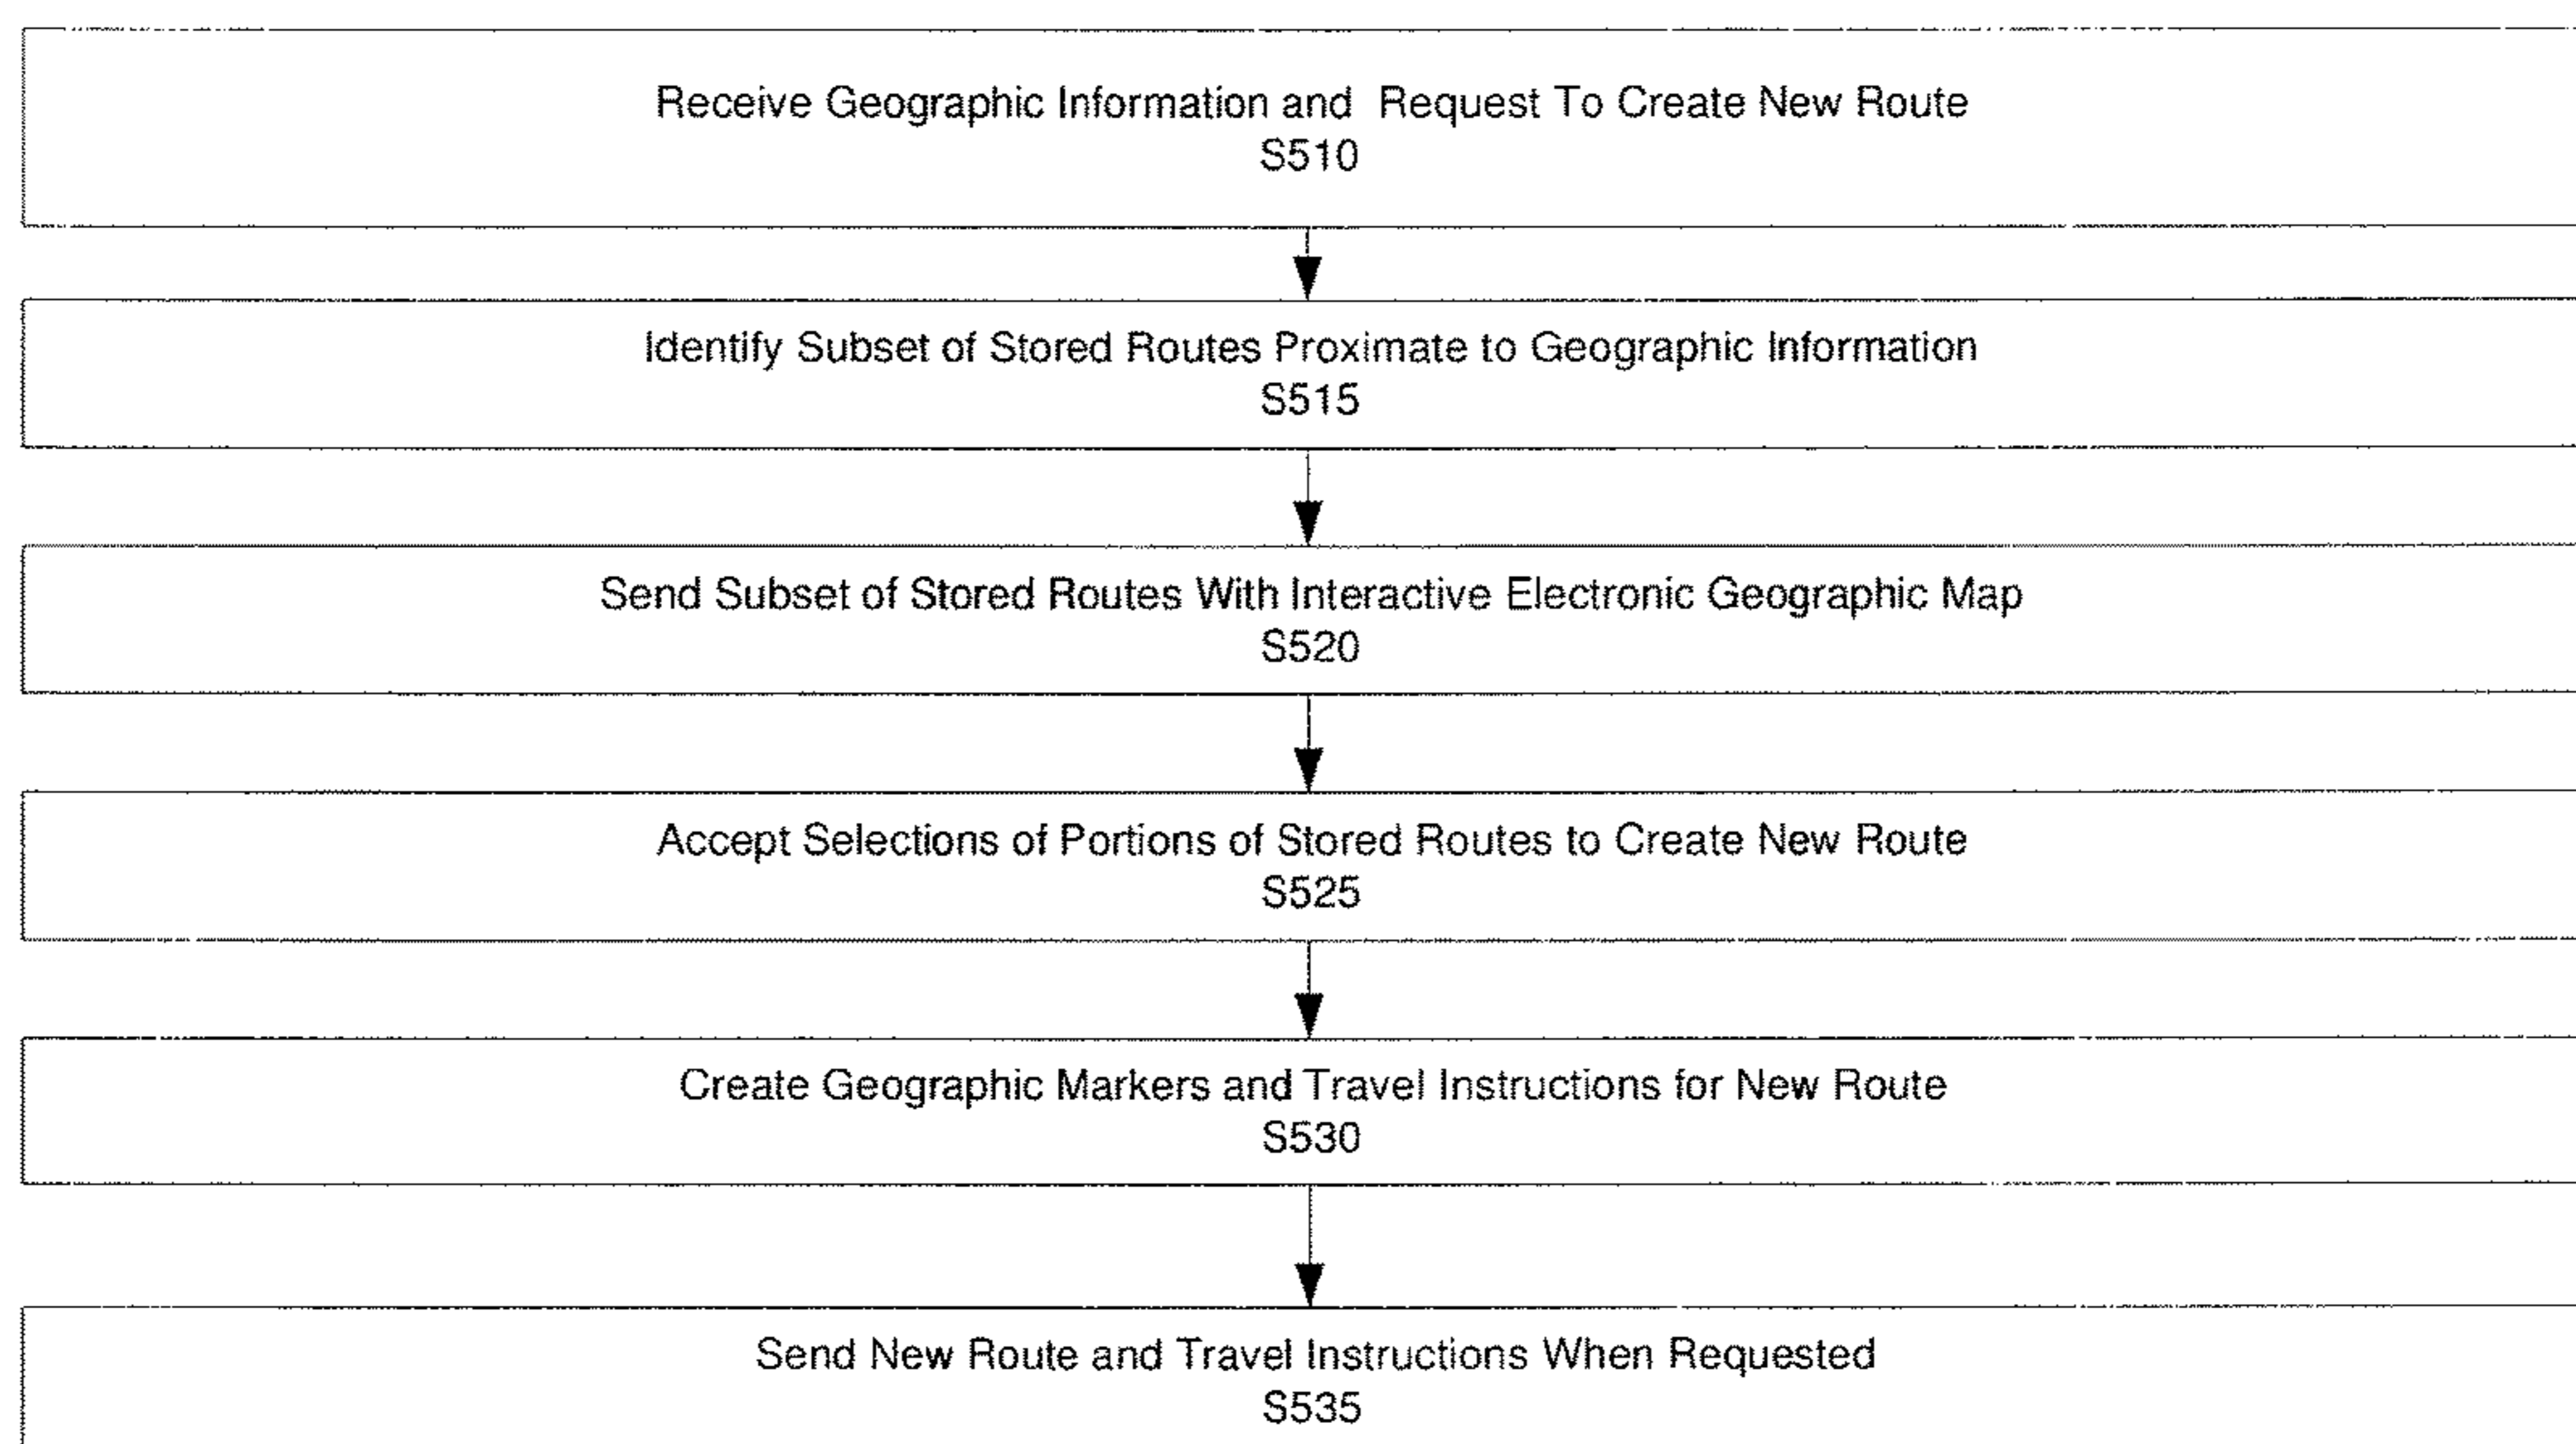 Receive Geographic Information and Request To Create New Route
S510
Identify Subset of Stored Routes Proximate to Geographic Information
S515
Send Subset of Stored Routes With Interactive Electronic Geographic Map
S520
Accept Selections of Portions of Stored Routes to Create New Route
S525
Create Geographic Markers and Travel Instructions for New Route
S530
Send New Route and Travel Instructions When Requested
S535